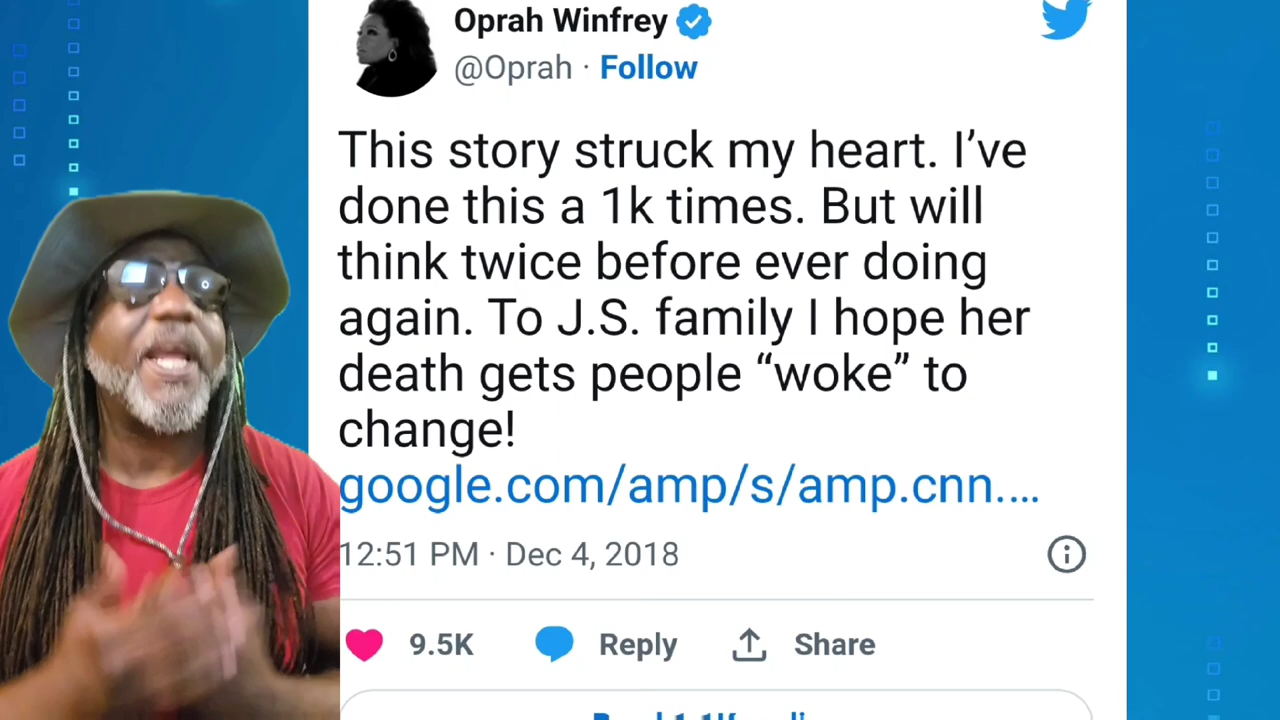 Oprah Winfrey
@Oprah · Follow
This story struck my heart. I’ve
done this a 1k times. But will
think twice before ever doing
again. To J.S. family I hope her
death gets people “woke” to
change!
google.com/amp/s/amp.cnn.…
12:51 PM · Dec 4, 2018
9.5K Reply Share